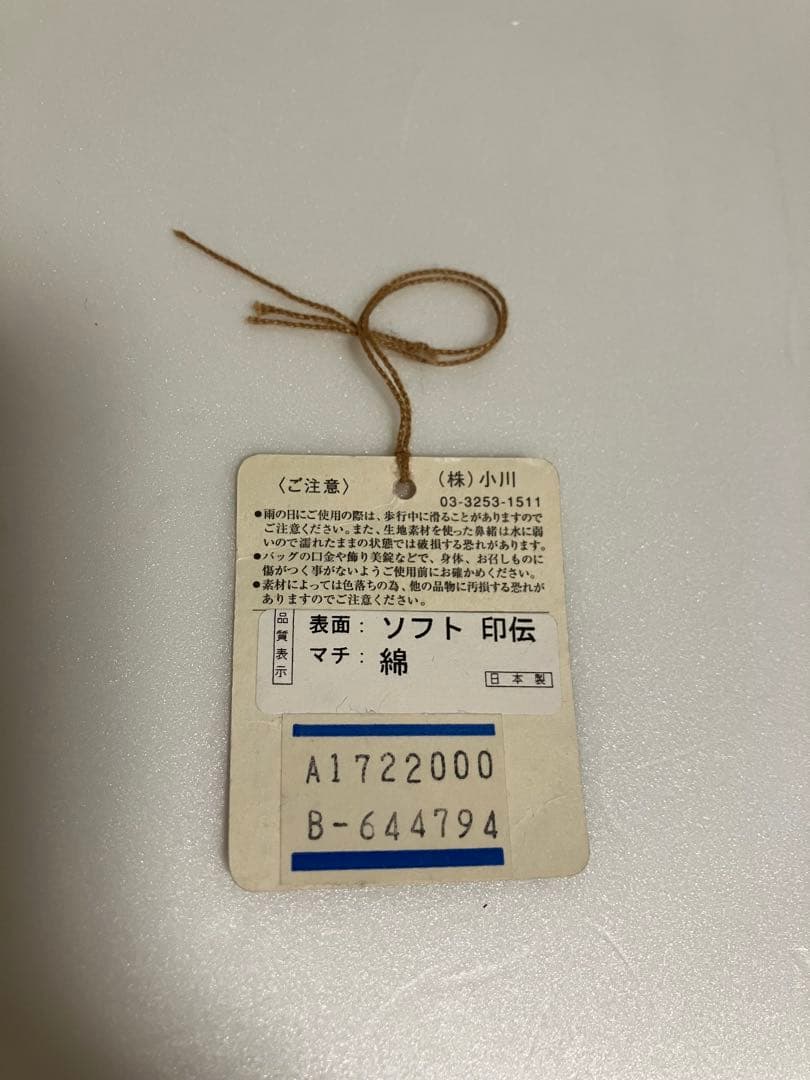 〈ご注意〉
(株)小川
03-3253-1511
●雨の日にご使用の際は、歩行中に滑ることがありますので
ご注意ください。また、生地素材を使った鼻緒は水に弱
いので濡れたままの状態では破損する恐れがあります。
●バッグの口金や飾り美錠などで、身体、お召しものに
傷がつく事がないようご使用前にお確かめください。
●素材によっては色落ちの為、他の品物に汚損する恐れが
ありますのでご注意ください。
品質表示
表面: ソフト 印伝
マチ: 綿
日本製
A1722000
B-644794